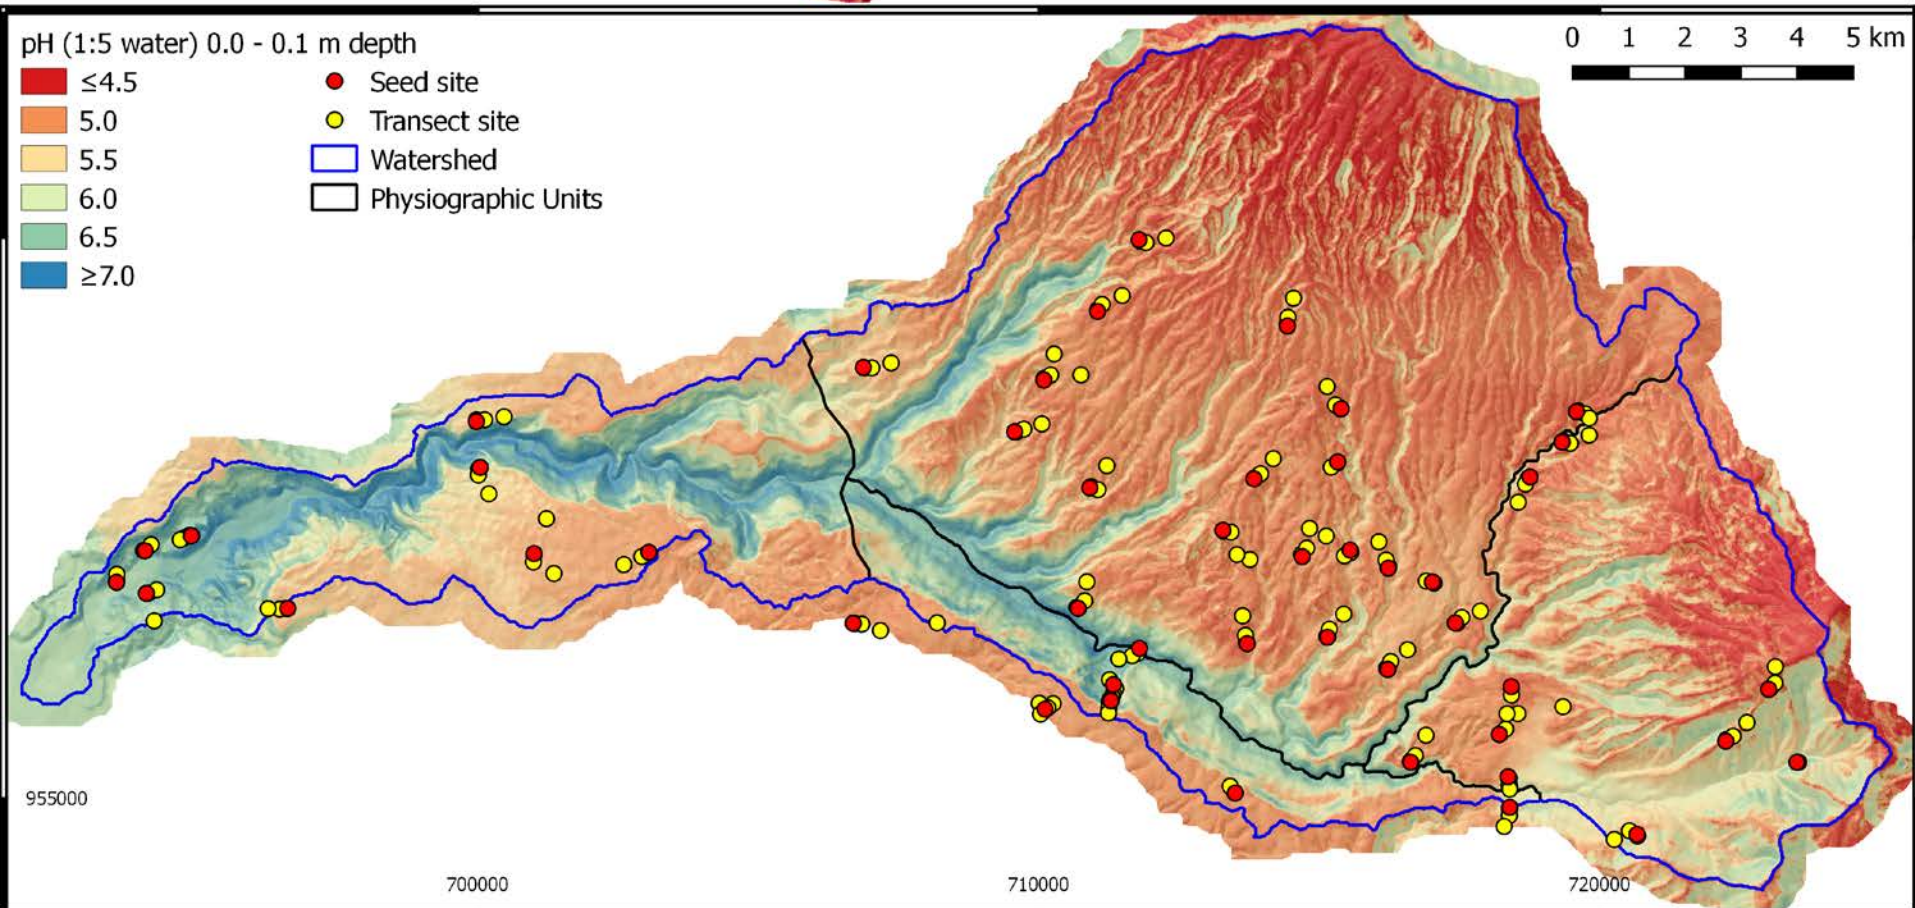 pH (1:5 water) 0.0 - 0.1 m depth
≤4.5
5.0
5.5
6.0
6.5
≥7.0
Seed site
Transect site
Watershed
Physiographic Units
0 1 2 3 4 5 km
955000
700000 710000 720000